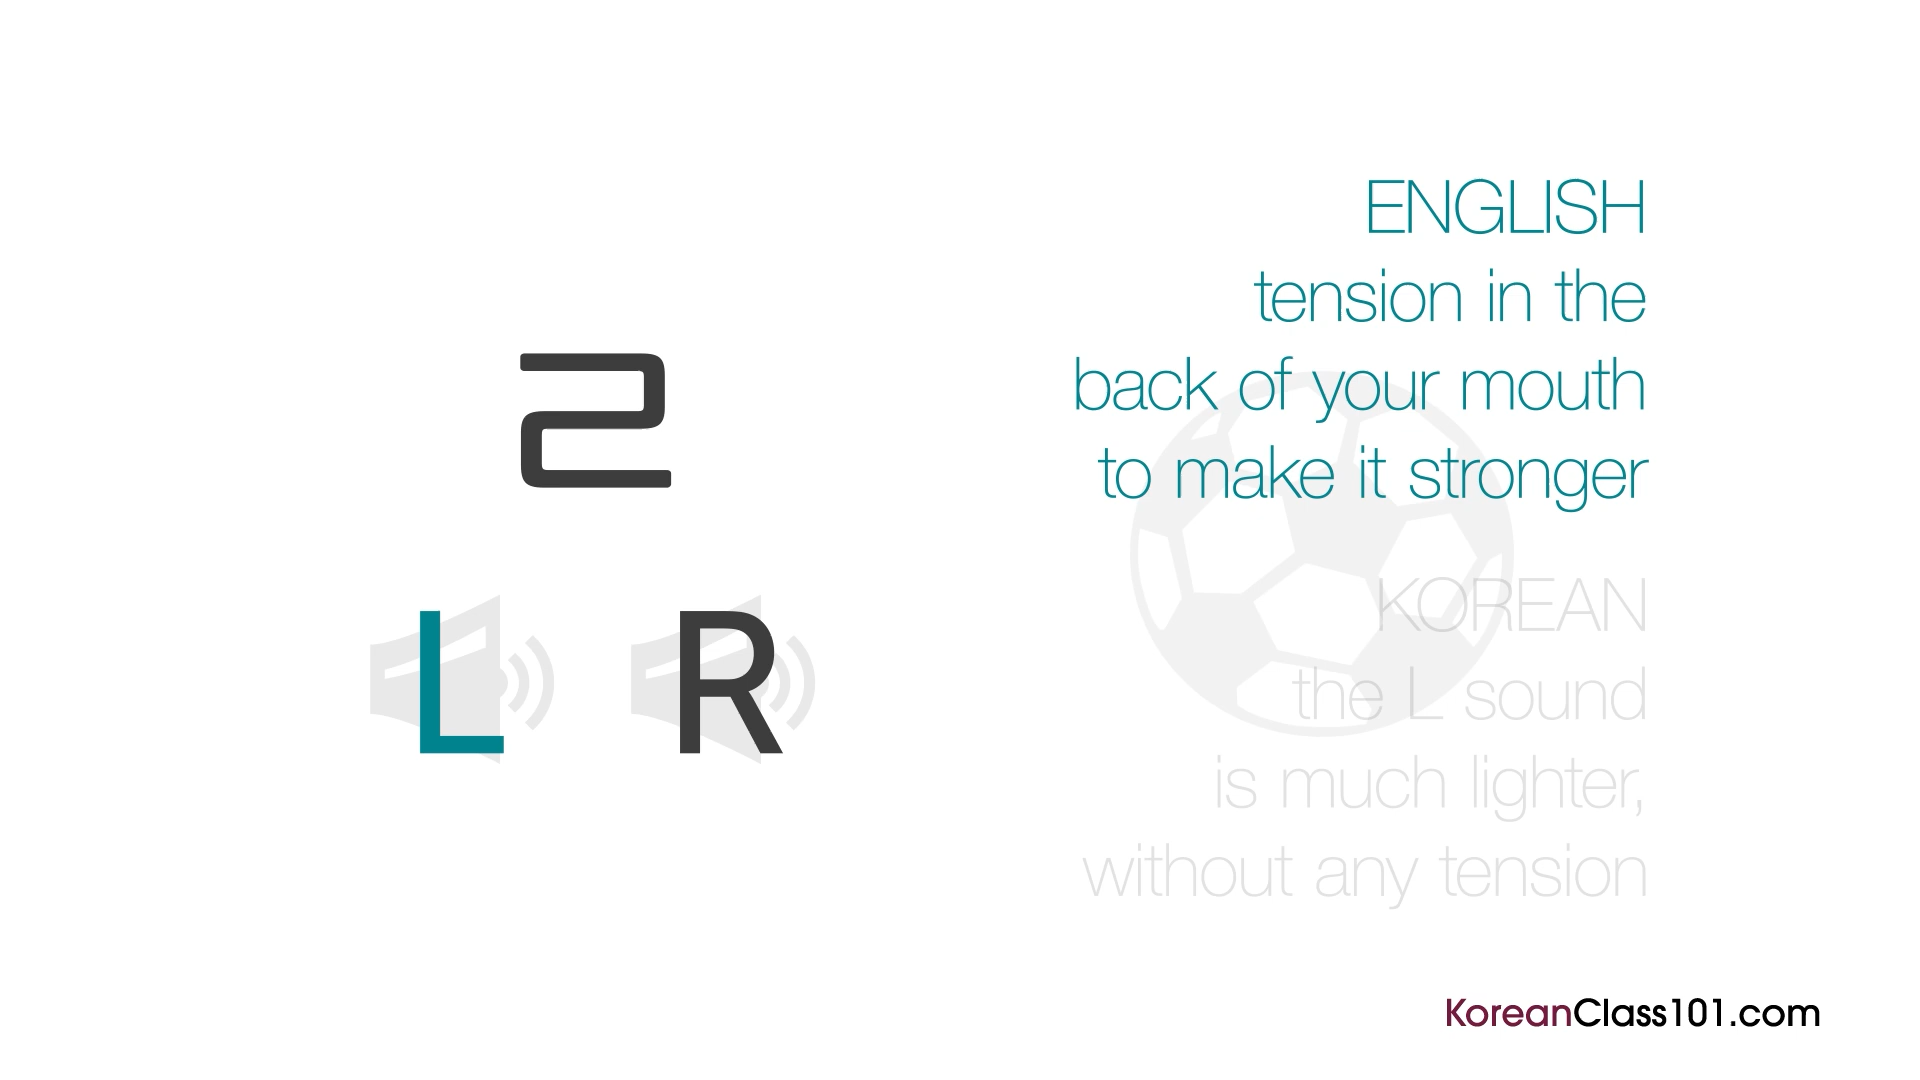 ㄹ
L R
ENGLISH
tension in the
back of your mouth
to make it stronger
KOREAN
the L sound
is much lighter,
without any tension
KoreanClass101.com